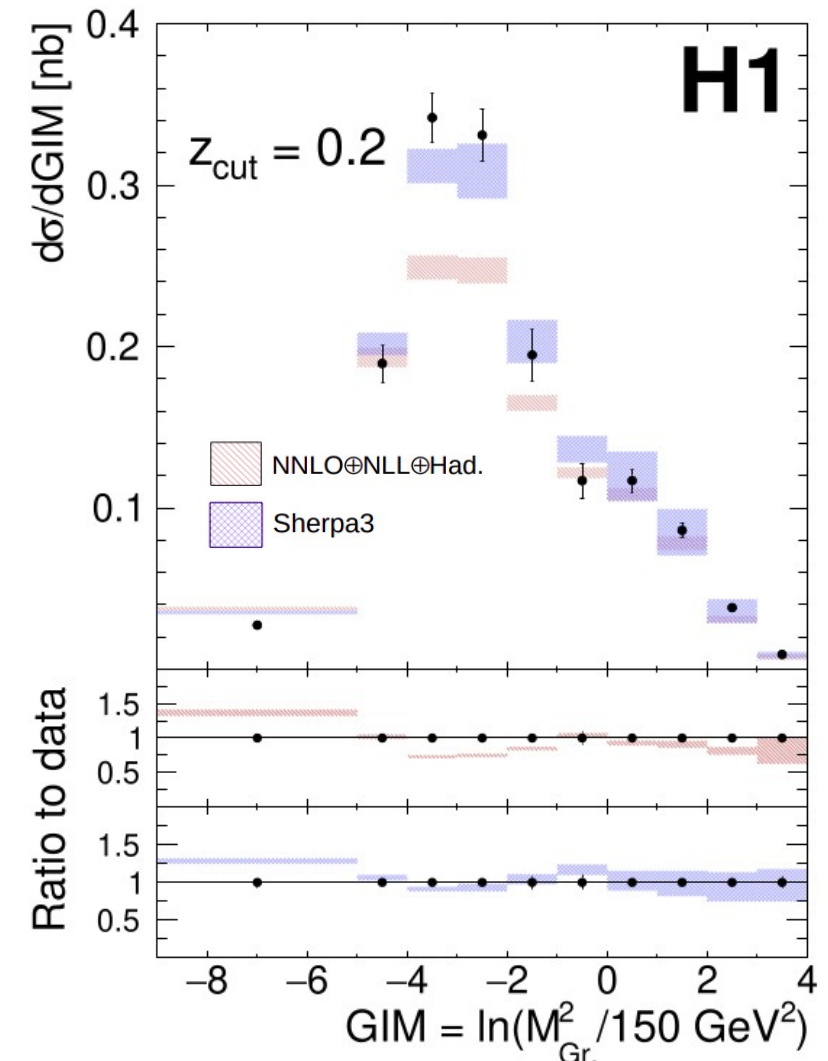 dσ/dGIM [nb]
0.4
0.3
0.2
0.1
H1
z_cut = 0.2
NNLO⊕NLL⊕Had.
Sherpa3
Ratio to data
1.5
1
0.5
1.5
1
0.5
−8 −6 −4 −2 0 2 4
GIM = ln(M²_Gr./150 GeV²)